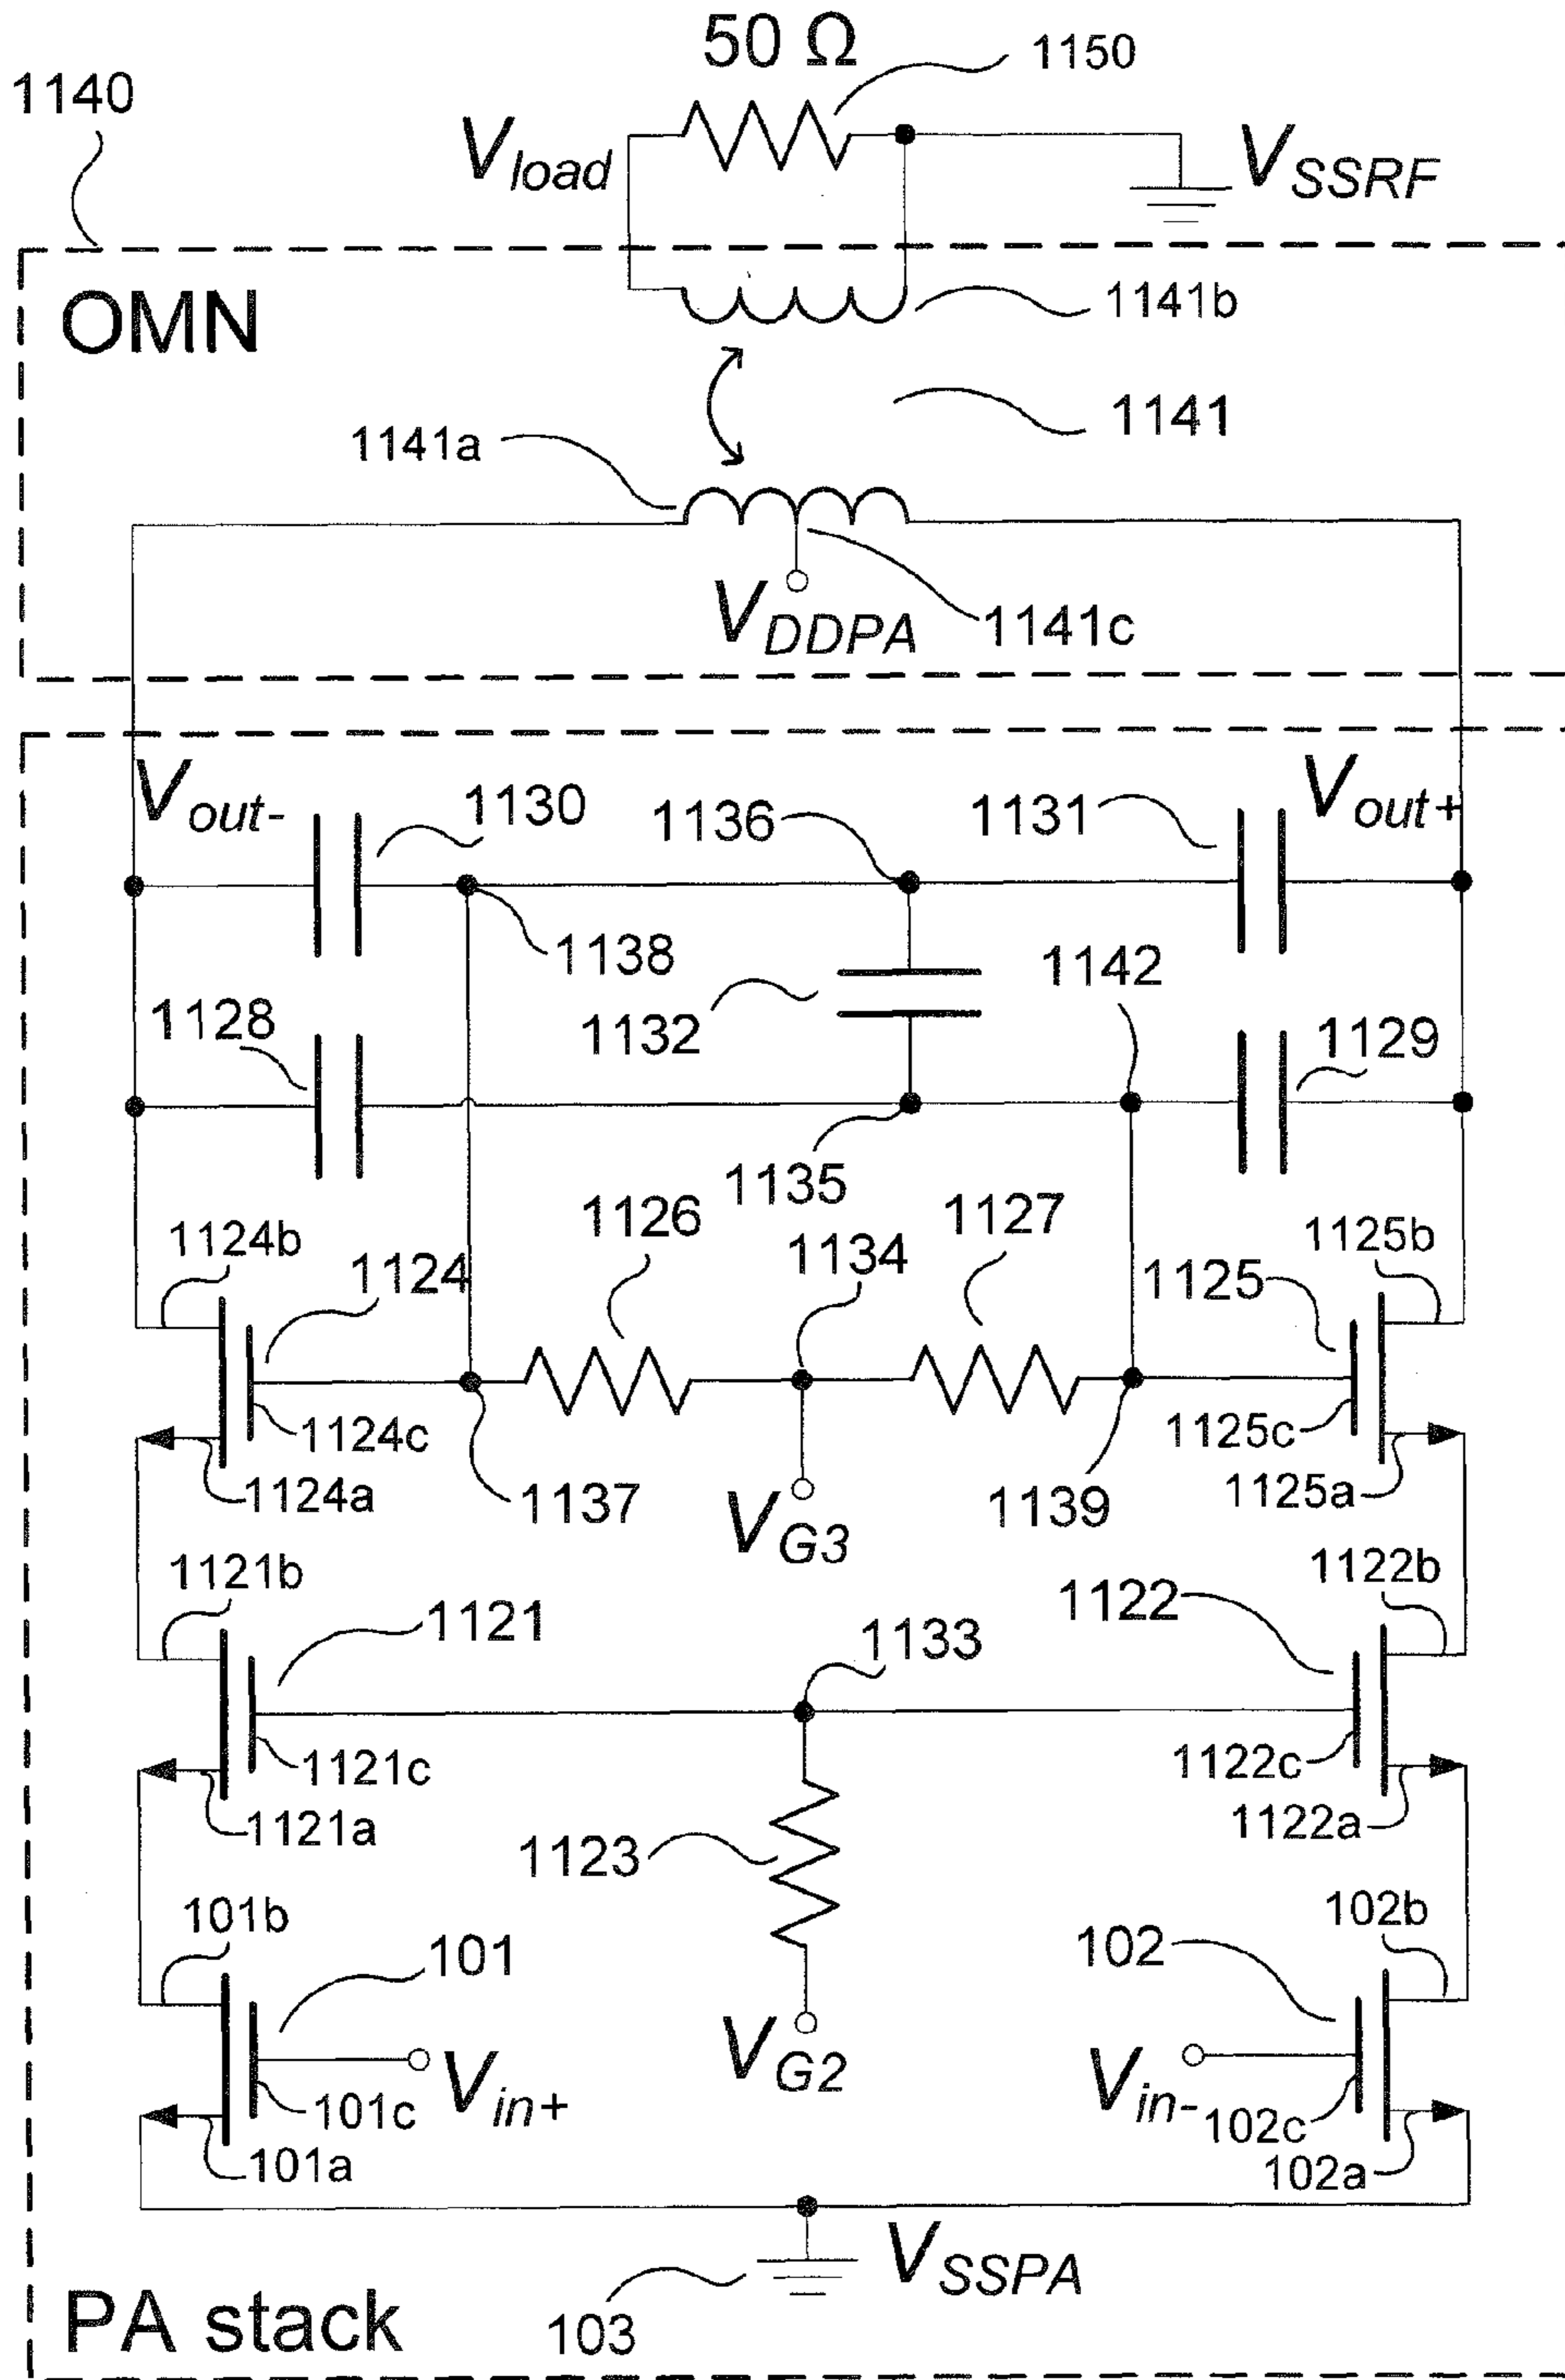 50 Ω
1150
1140
Vload
VSSRF
OMN
1141b
1141
1141a
VDDPA
1141c
Vout-
1130
1136
1131
Vout+
1138
1142
1128
1132
1129
1135
1126
1127
1124b
1134
1125b
1124
1125
1124c
1125c
1124a
1137
1139
1125a
VG3
1121b
1122b
1121
1122
1133
1121c
1122c
1121a
1122a
1123
101b
102b
101
102
VG2
Vin+
Vin-
101c
102c
101a
102a
VSSPA
PA stack
103